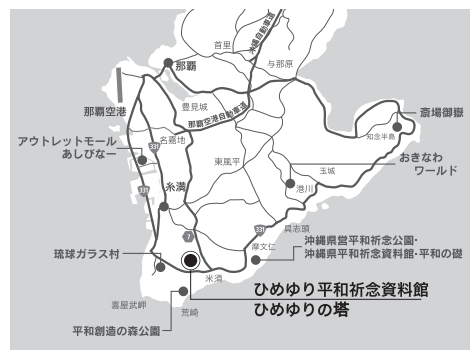 首里
沖縄自動車道
那覇
与那原
那覇空港
豊見城
那覇空港自動車道
斎場御嶽
知念半島
アウトレットモール
あしびなー
331
名嘉地
東風平
おきなわ
ワールド
玉城
331
糸満
港川
331
具志頭
7
沖縄県営平和祈念公園・
沖縄県平和祈念資料館・平和の礎
摩文仁
琉球ガラス村
米須
ひめゆり平和祈念資料館
ひめゆりの塔
喜屋武岬
荒崎
平和創造の森公園